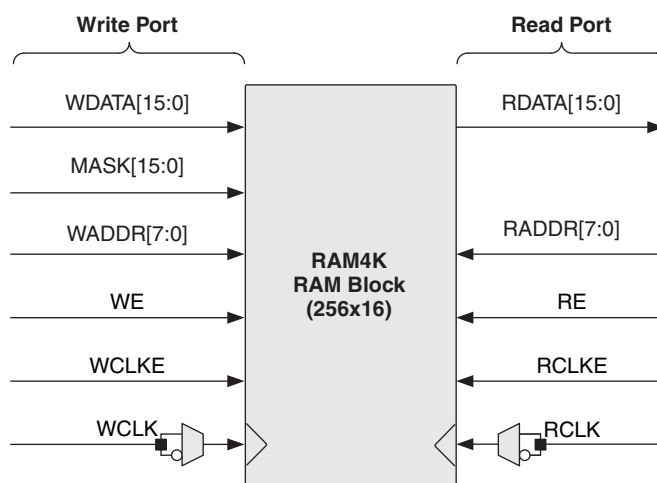 Write Port
Read Port
WDATA[15:0]
RDATA[15:0]
MASK[15:0]
WADDR[7:0]
RADDR[7:0]
RAM4K
RAM Block
(256x16)
WE
RE
WCLKE
RCLKE
WCLK
RCLK